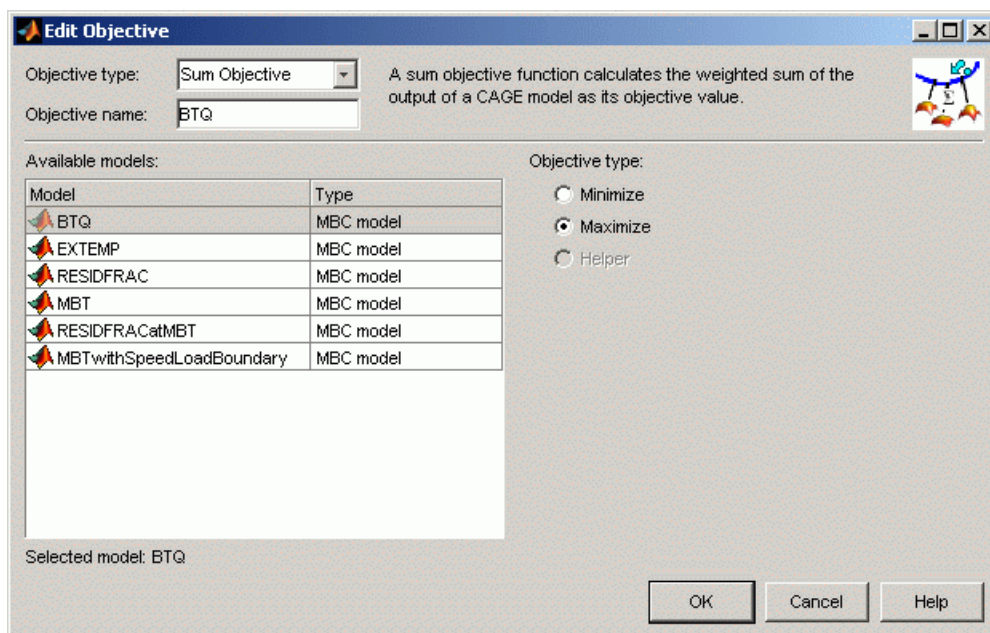 Edit Objective
Objective type: Sum Objective
A sum objective function calculates the weighted sum of the
output of a CAGE model as its objective value.
Objective name: BTQ
Available models:
Model Type
BTQ MBC model
EXTEMP MBC model
RESIDFRAC MBC model
MBT MBC model
RESIDFRACatMBT MBC model
MBTwithSpeedLoadBoundary MBC model
Selected model: BTQ
Objective type:
Minimize
Maximize
Helper
OK Cancel Help